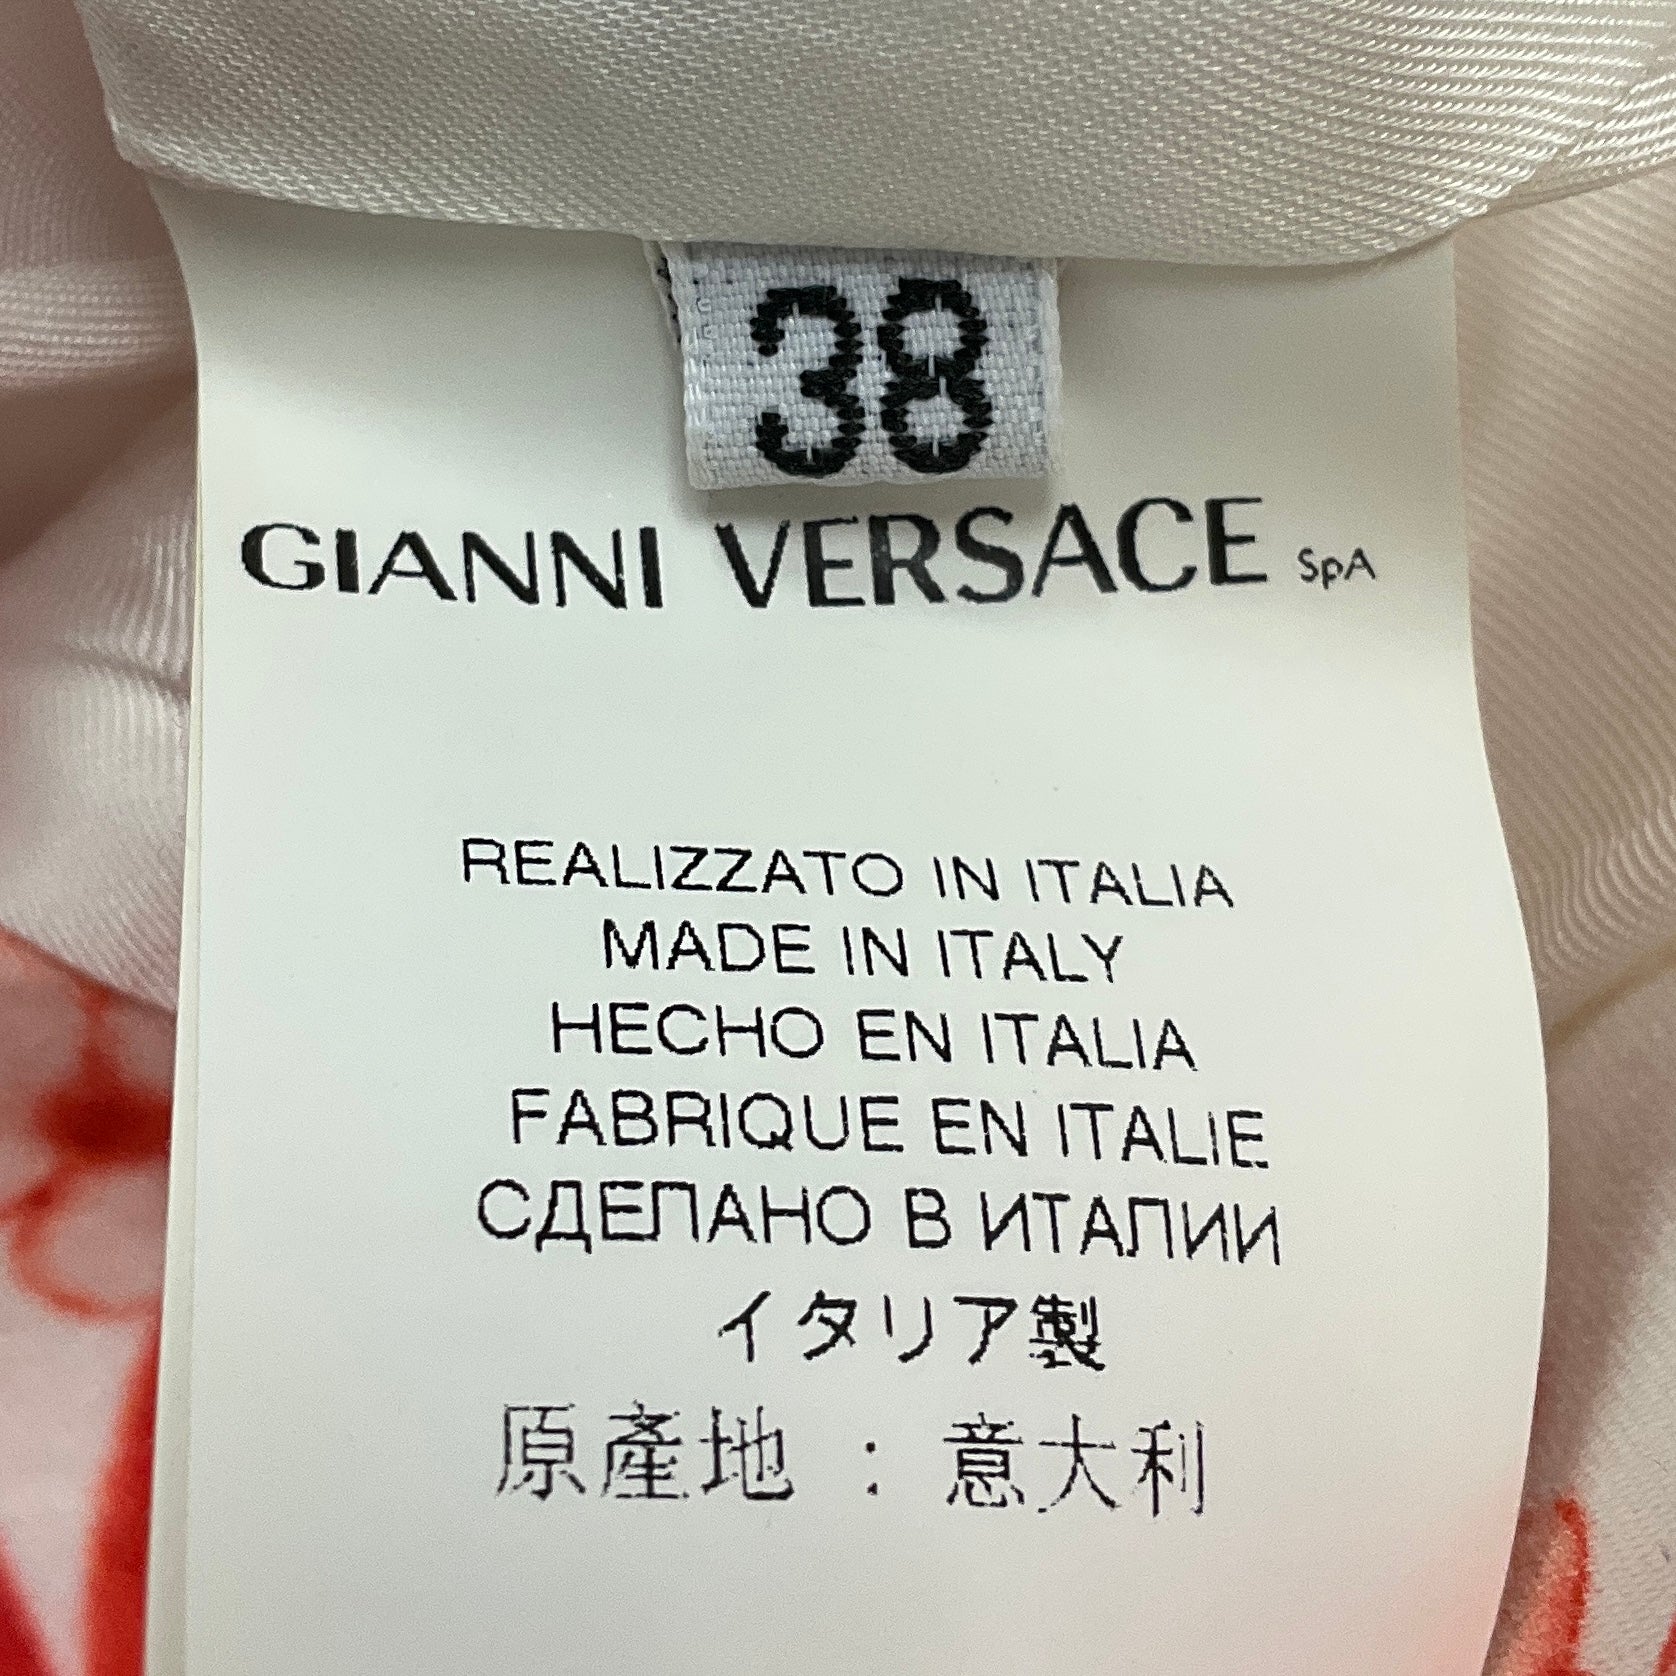 38
GIANNI VERSACE SpA
REALIZZATO IN ITALIA
MADE IN ITALY
HECHO EN ITALIA
FABRIQUE EN ITALIE
СДЕЛАНО В ИТАЛИИ
イタリア製
原產地 : 意大利